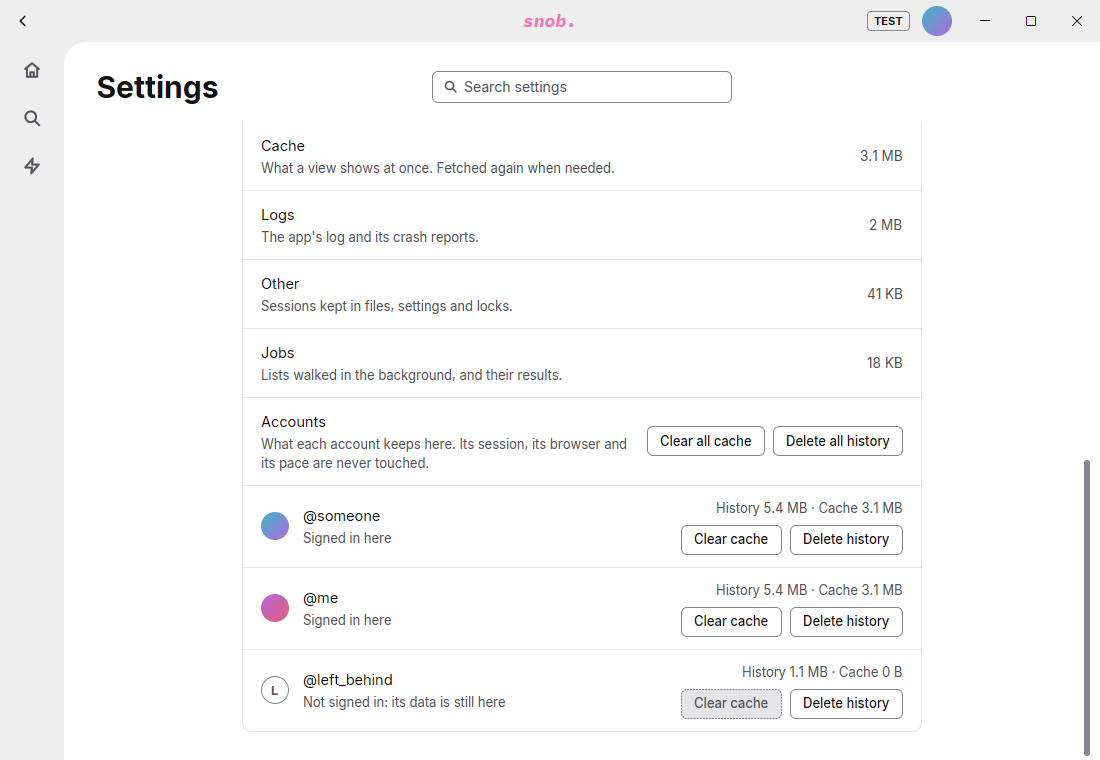 snob.
TEST
Settings
Search settings
Cache
What a view shows at once. Fetched again when needed.
3.1 MB
Logs
The app's log and its crash reports.
2 MB
Other
Sessions kept in files, settings and locks.
41 KB
Jobs
Lists walked in the background, and their results.
18 KB
Accounts
What each account keeps here. Its session, its browser and
its pace are never touched.
Clear all cache
Delete all history
@someone
Signed in here
History 5.4 MB · Cache 3.1 MB
Clear cache
Delete history
@me
Signed in here
History 5.4 MB · Cache 3.1 MB
Clear cache
Delete history
L
@left_behind
Not signed in: its data is still here
History 1.1 MB · Cache 0 B
Clear cache
Delete history